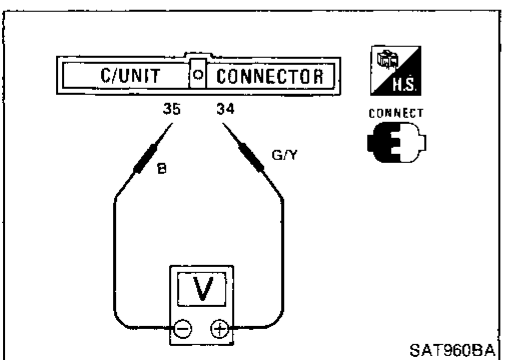 C/UNIT CONNECTOR
H.S.
CONNECT
35 34
B
G/Y
V
SAT960BA